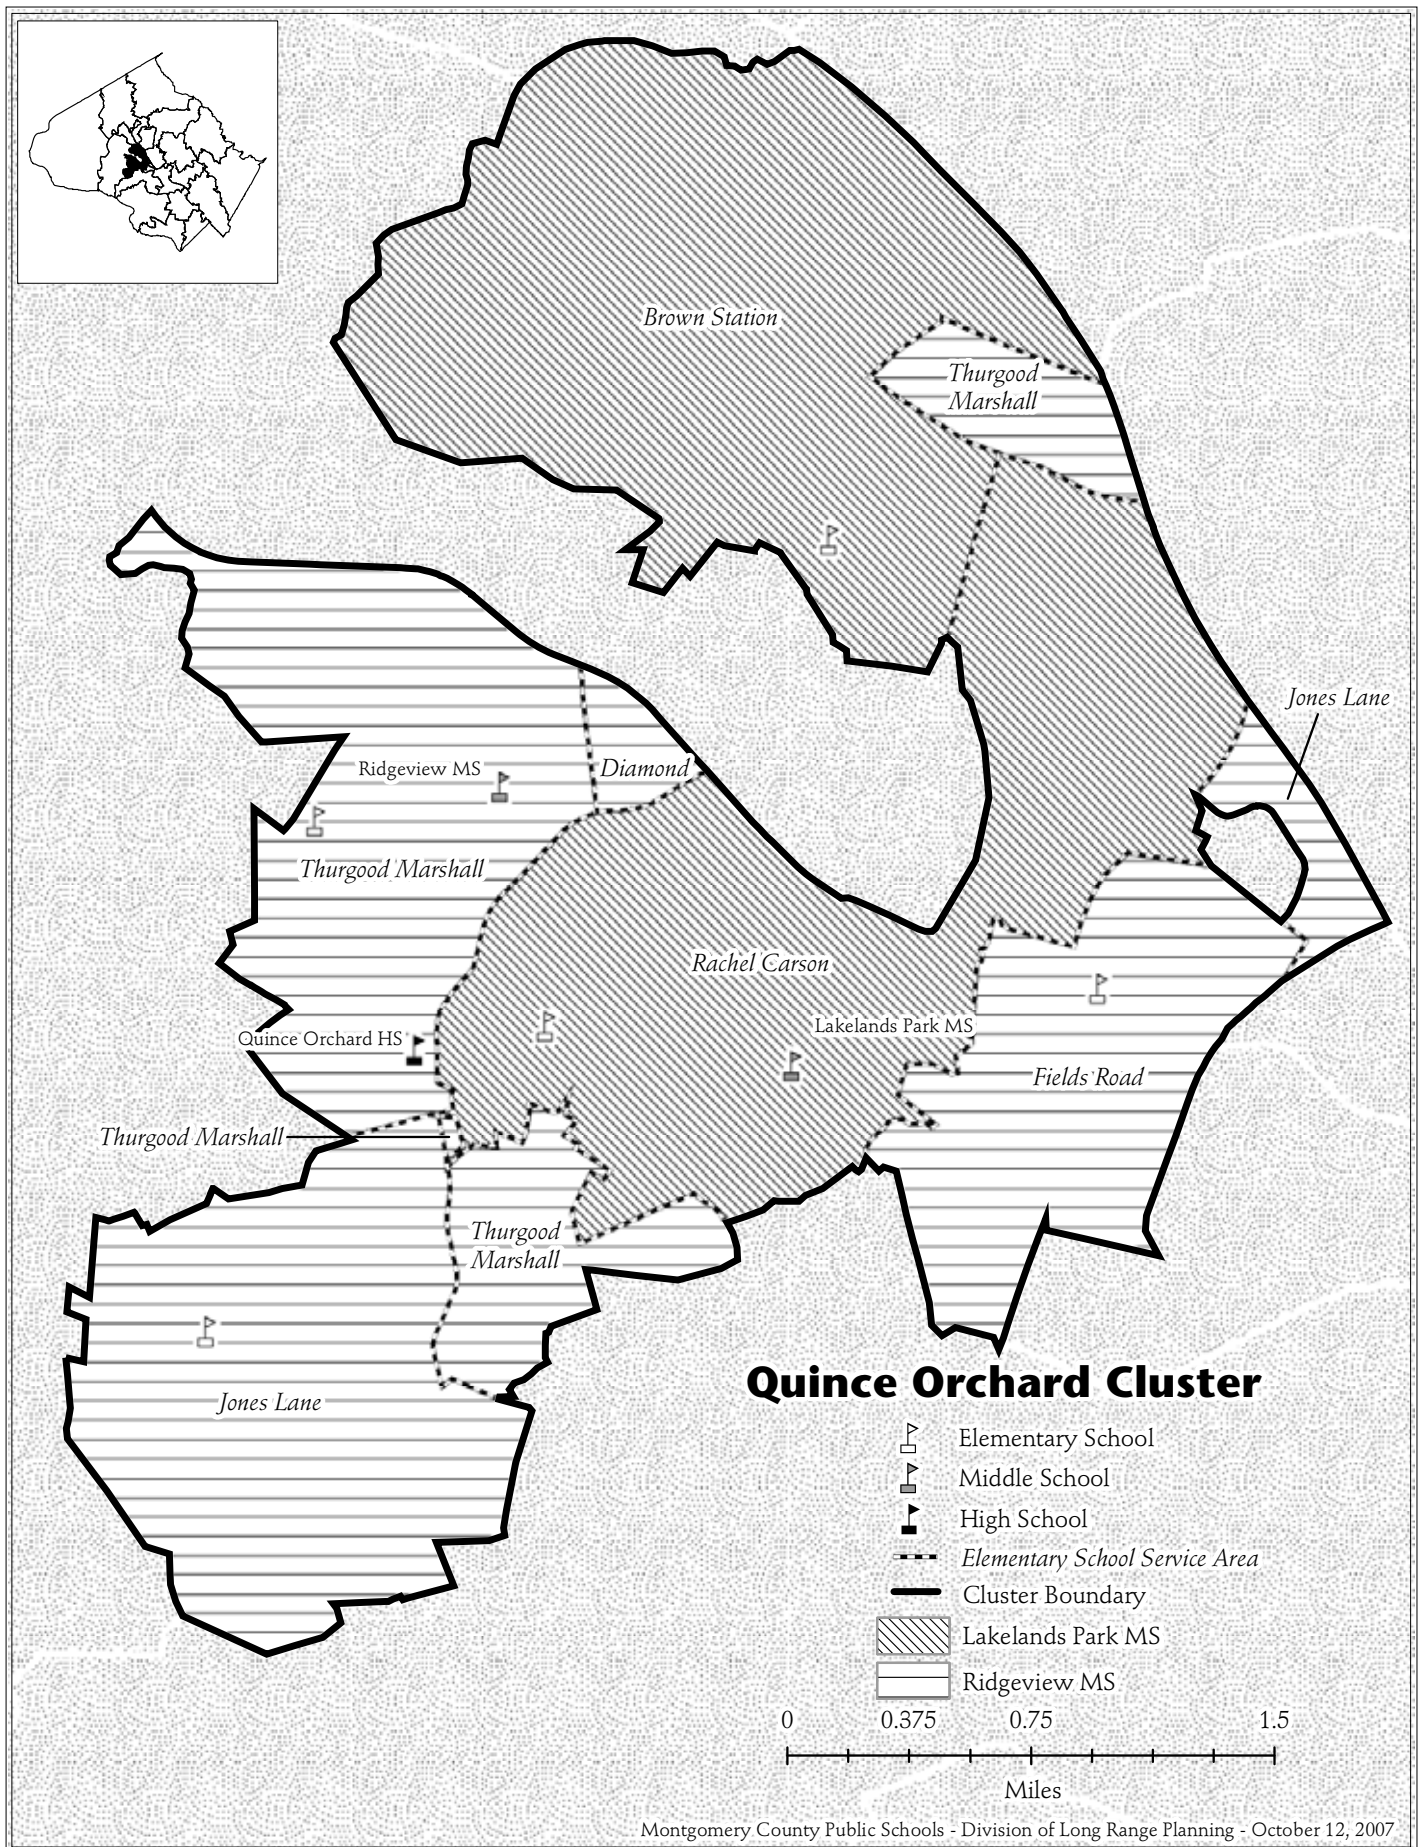 Brown Station
Thurgood
Marshall
Jones Lane
Ridgeview MS
Diamond
Thurgood Marshall
Rachel Carson
Lakelands Park MS
Quince Orchard HS
Fields Road
Thurgood Marshall
Thurgood
Marshall
Jones Lane
Quince Orchard Cluster
Elementary School
Middle School
High School
Elementary School Service Area
Cluster Boundary
Lakelands Park MS
Ridgeview MS
0 0.375 0.75 1.5
Miles
Montgomery County Public Schools - Division of Long Range Planning - October 12, 2007